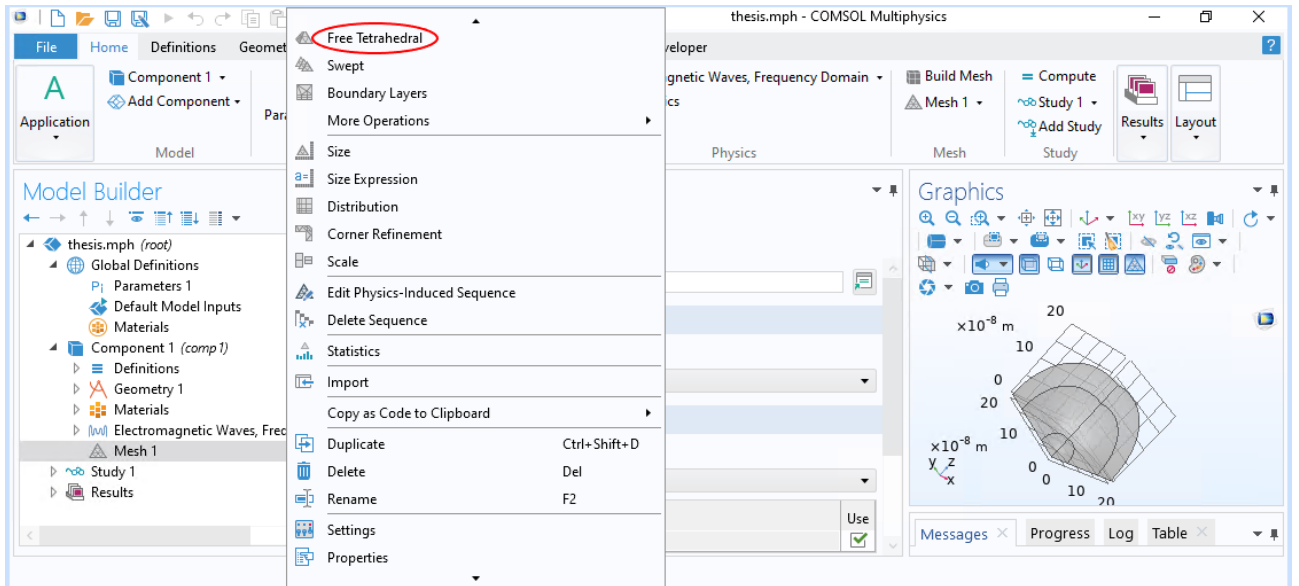 thesis.mph - COMSOL Multiphysics
File Home Definitions Geomet veloper ?
A
Application
Component 1
Add Component
Model
Para
gnetic Waves, Frequency Domain
ics
Physics
Build Mesh
Mesh 1
Mesh
= Compute
Study 1
Add Study
Study
Results
Layout
Free Tetrahedral
Swept
Boundary Layers
More Operations
Size
a= Size Expression
Distribution
Corner Refinement
Scale
Edit Physics-Induced Sequence
Delete Sequence
Statistics
Import
Copy as Code to Clipboard
Duplicate Ctrl+Shift+D
Delete Del
Rename F2
Settings
Properties
Model Builder
thesis.mph (root)
Global Definitions
Pi Parameters 1
Default Model Inputs
Materials
Component 1 (comp1)
Definitions
Geometry 1
Materials
Electromagnetic Waves, Freq
Mesh 1
Study 1
Results
Use
Graphics
xy yz xz
20
×10⁻⁸ m
10
0
20
×10⁻⁸ m
10
0
y z
x
0
10
20
Messages Progress Log Table